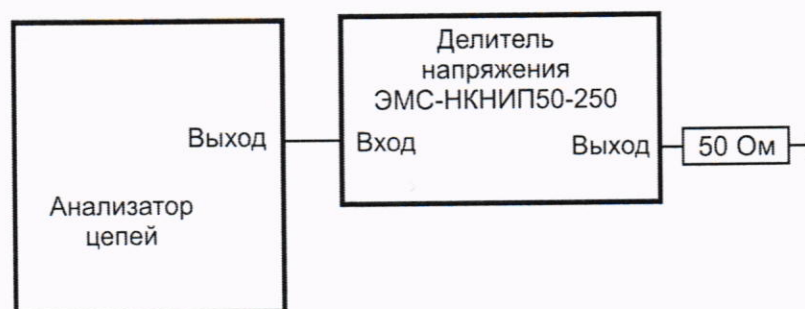 Делитель
напряжения
ЭМС-НКНИП50-250
Выход
Вход
Выход
50 Ом
Анализатор
цепей